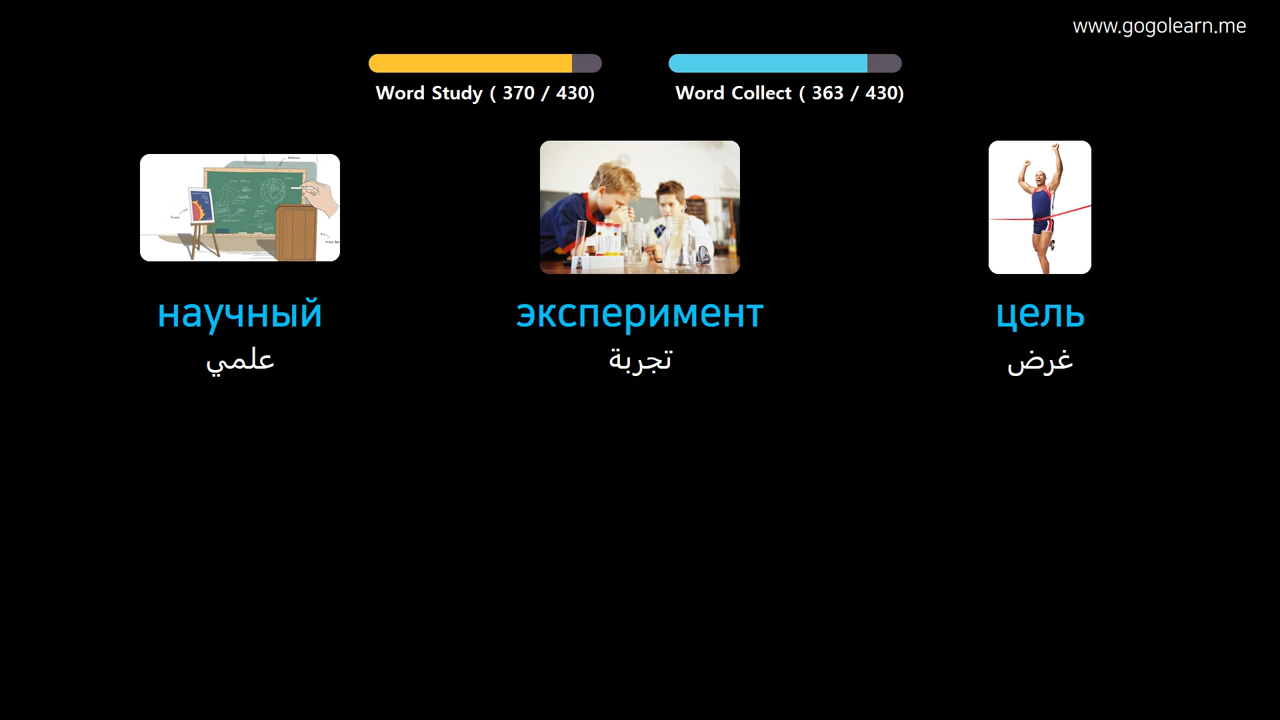 www.gogolearn.me
Word Study ( 370 / 430)
Word Collect ( 363 / 430)
научный
эксперимент
цель
علمي
تجربة
غرض